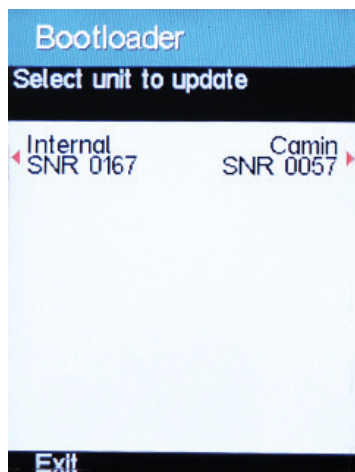 Bootloader
Select unit to update
Internal
SNR 0167
Camin
SNR 0057
Exit